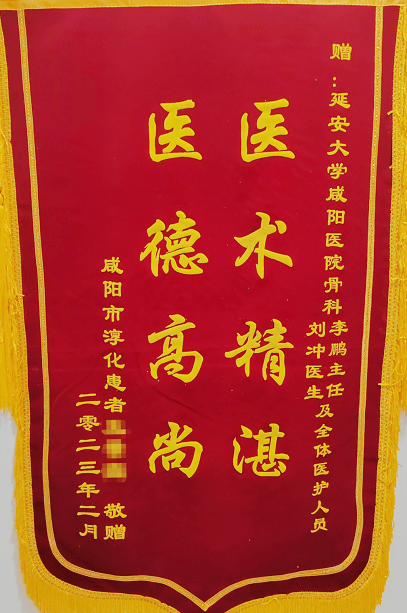 赠：延安大学咸阳医院骨科李鹏主任
刘冲医生
及全体医护人员
医术精湛
医德高尚
咸阳市淳化患者 敬赠
二零二三年二月